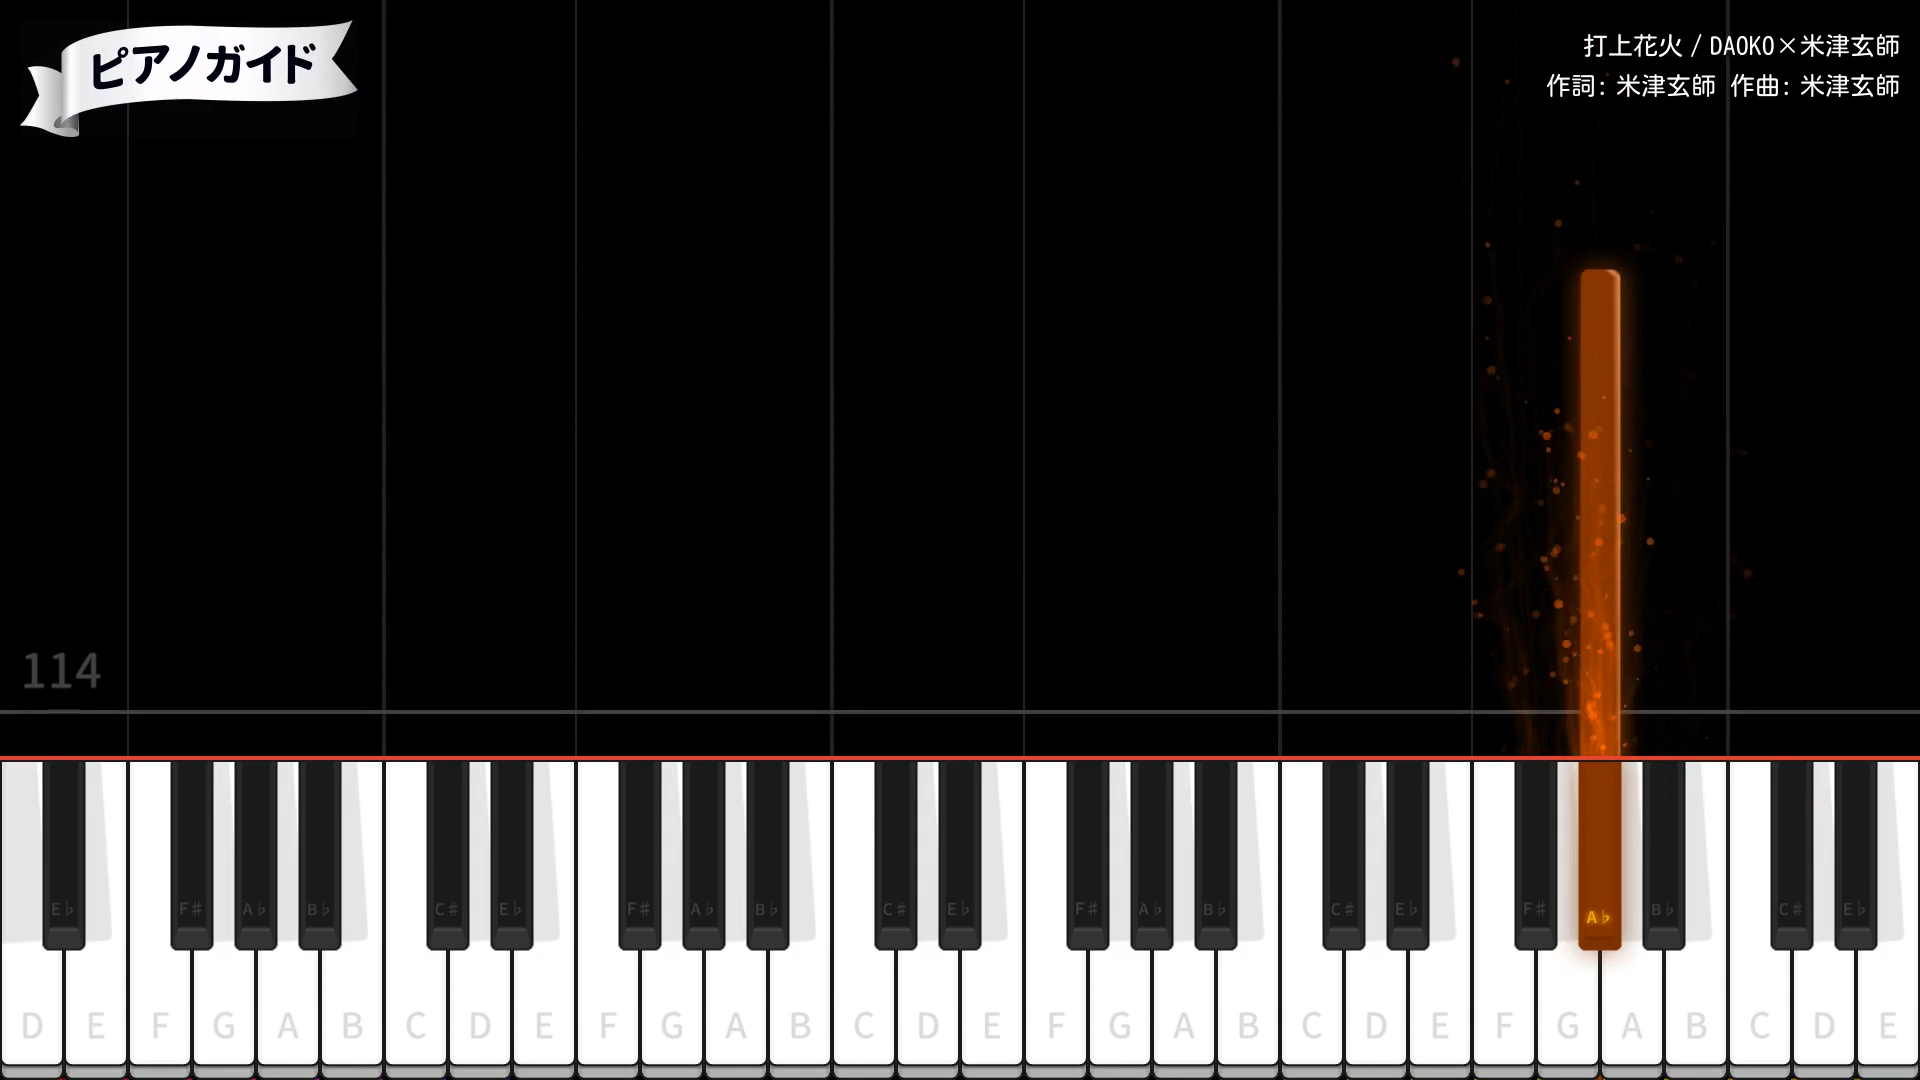 ピアノガイド
打上花火 / DAOKO×米津玄師
作詞: 米津玄師 作曲: 米津玄師
114
E♭ F♯ A♭ B♭ C♯ E♭ F♯ A♭ B♭ C♯ E♭ F♯ A♭ B♭ C♯ E♭ F♯ A♭ B♭ C♯ E♭
D E F G A B C D E F G A B C D E F G A B C D E F G A B C D E